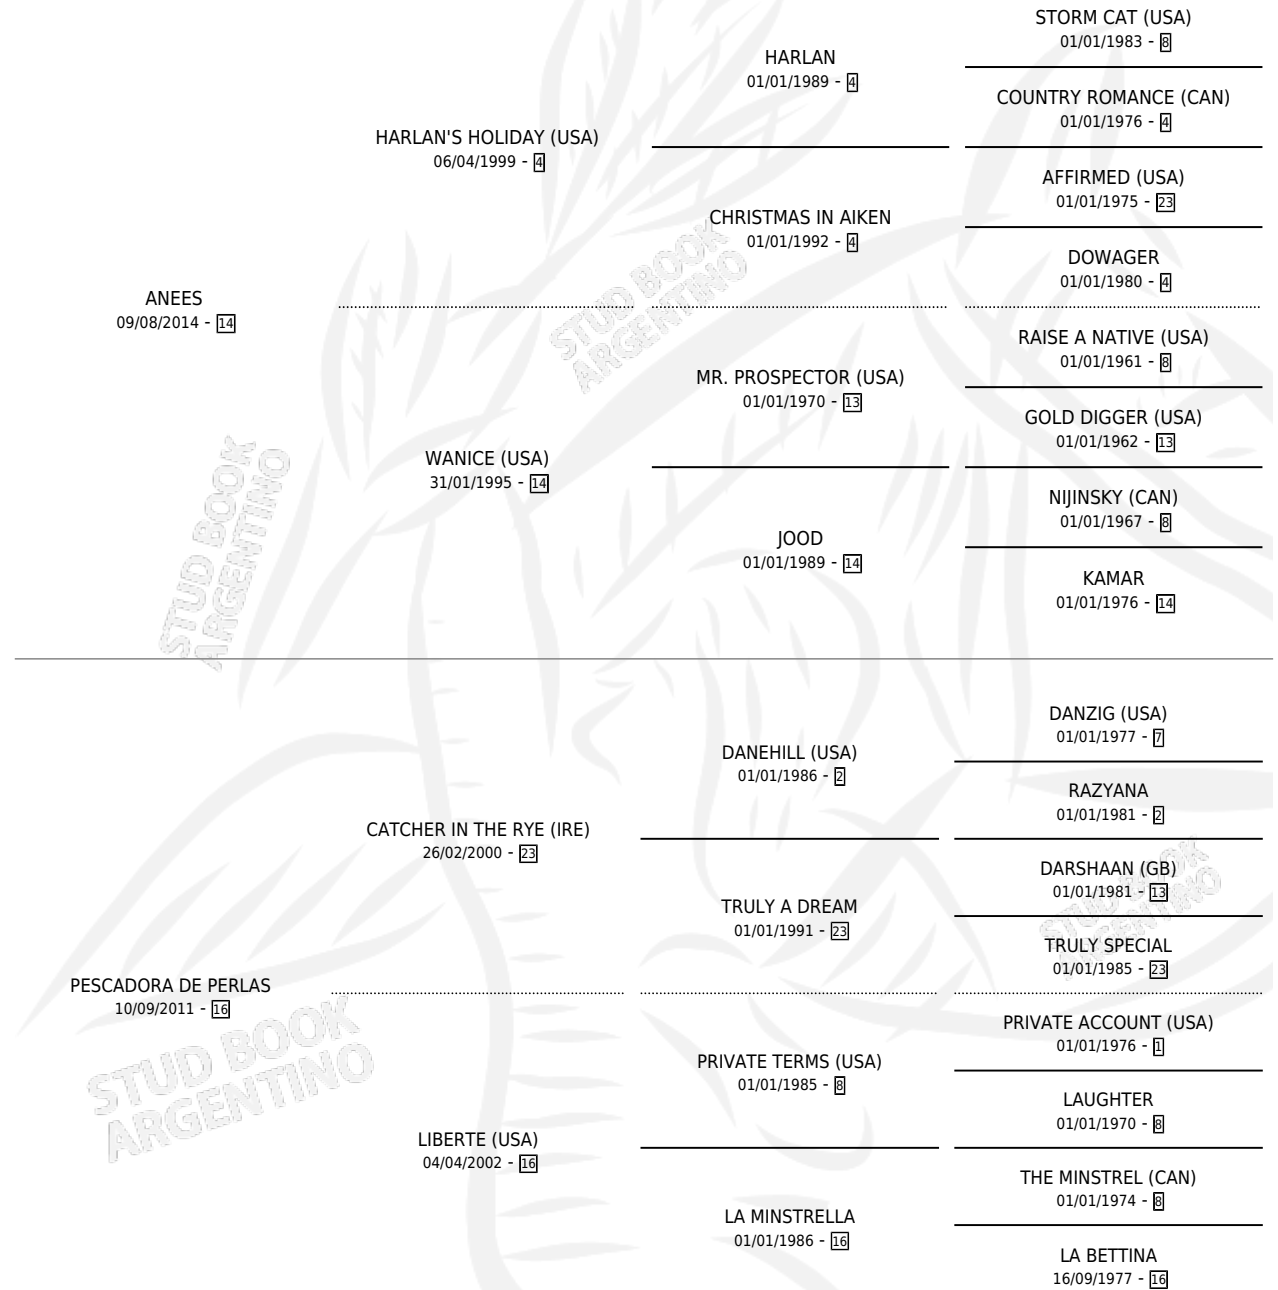 STORM CAT (USA)
01/01/1983 - 8
HARLAN
01/01/1989 - 4
COUNTRY ROMANCE (CAN)
01/01/1976 - 4
HARLAN'S HOLIDAY (USA)
06/04/1999 - 4
AFFIRMED (USA)
01/01/1975 - 23
CHRISTMAS IN AIKEN
01/01/1992 - 4
DOWAGER
01/01/1980 - 4
ANEES
09/08/2014 - 14
RAISE A NATIVE (USA)
01/01/1961 - 8
MR. PROSPECTOR (USA)
01/01/1970 - 13
GOLD DIGGER (USA)
01/01/1962 - 13
WANICE (USA)
31/01/1995 - 14
NIJINSKY (CAN)
01/01/1967 - 8
JOOD
01/01/1989 - 14
KAMAR
01/01/1976 - 14
DANZIG (USA)
01/01/1977 - 7
DANEHILL (USA)
01/01/1986 - 2
RAZYANA
01/01/1981 - 2
CATCHER IN THE RYE (IRE)
26/02/2000 - 23
DARSHAAN (GB)
01/01/1981 - 13
TRULY A DREAM
01/01/1991 - 23
TRULY SPECIAL
01/01/1985 - 23
PESCADORA DE PERLAS
10/09/2011 - 16
PRIVATE ACCOUNT (USA)
01/01/1976 - 1
PRIVATE TERMS (USA)
01/01/1985 - 8
LAUGHTER
01/01/1970 - 8
LIBERTE (USA)
04/04/2002 - 16
THE MINSTREL (CAN)
01/01/1974 - 8
LA MINSTRELLA
01/01/1986 - 16
LA BETTINA
16/09/1977 - 16
STUD BOOK
ARGENTINO
STUD BOOK
ARGENTINO
STUD BOOK
ARGENTINO
STUD BOOK
ARGENTINO